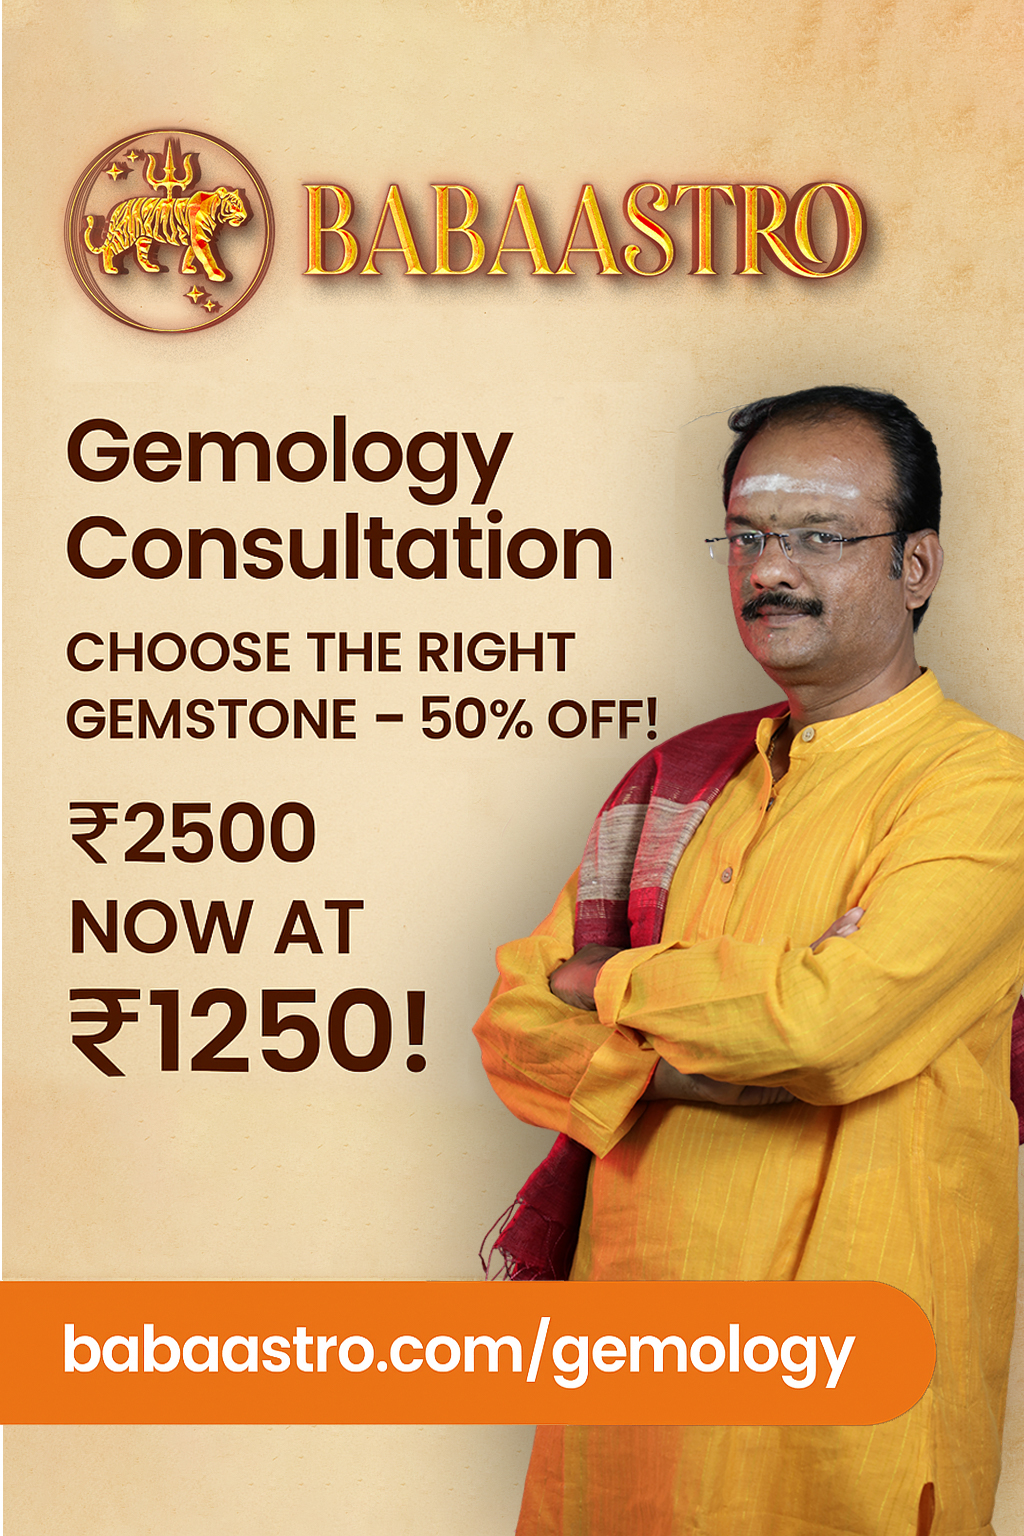 BABAASTRO
Gemology
Consultation
CHOOSE THE RIGHT
GEMSTONE – 50% OFF!
₹2500
NOW AT
₹1250!
babaastro.com/gemology